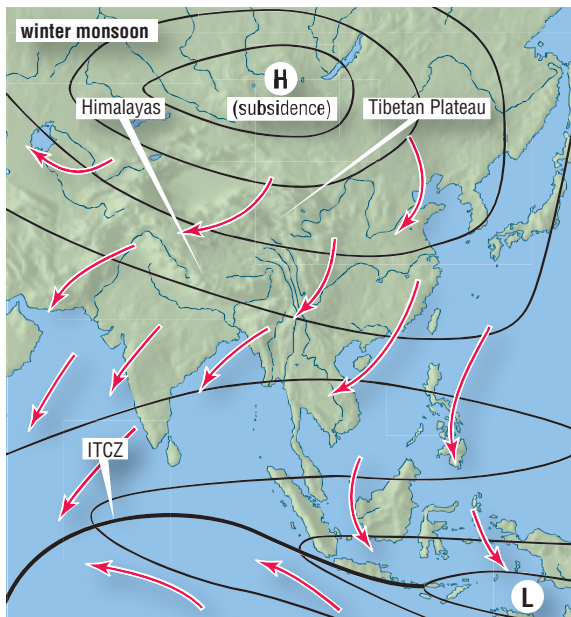 winter monsoon
H
(subsidence)
Himalayas
Tibetan Plateau
ITCZ
L